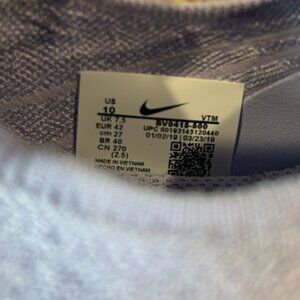 US
10
VTM
UK 7.5
EUR 42
cm 27
BR 40
CN 270
(2.5)
UPC 00193145120440
01/02/19 | 03/23/19
MADE IN VIETNAM
HECHO EN VIETNAM